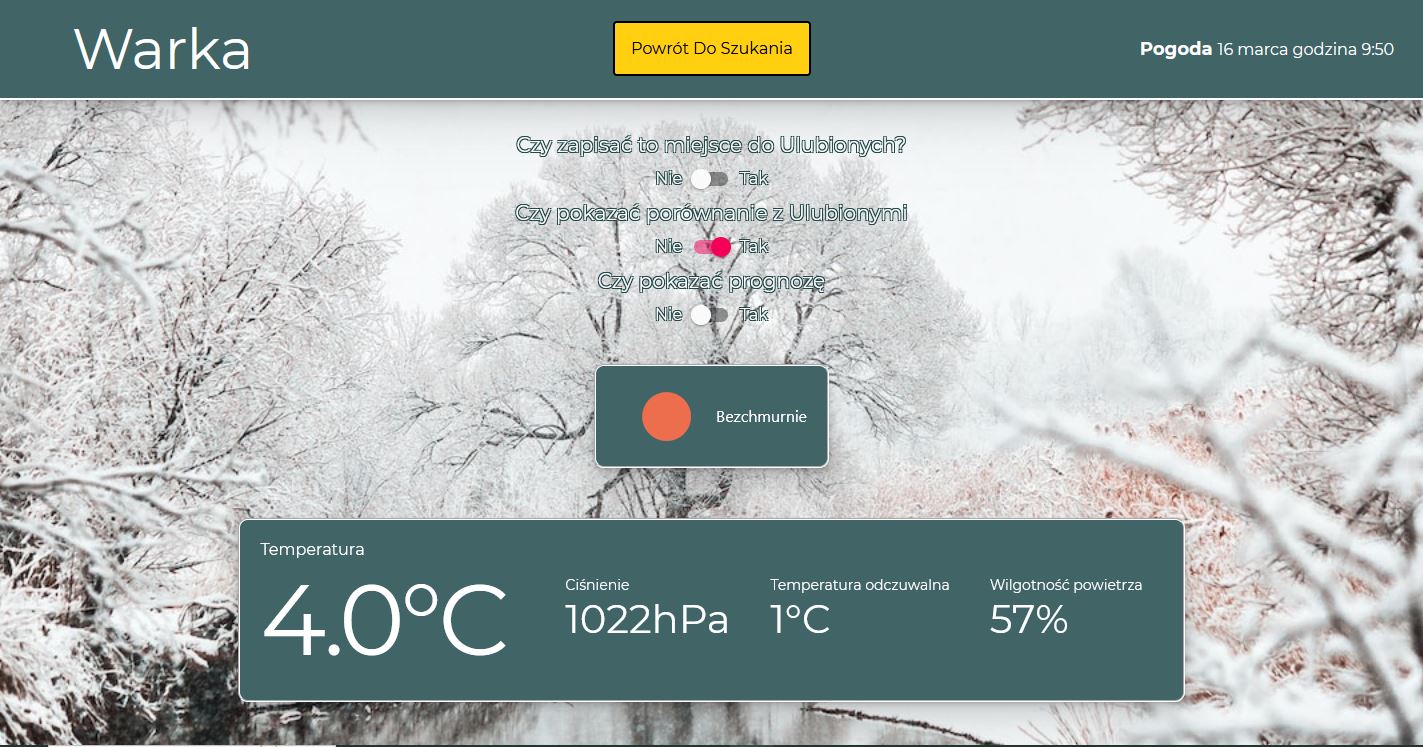 Warka
Powrót Do Szukania
Pogoda 16 marca godzina 9:50
Czy zapisać to miejsce do Ulubionych?
Nie Tak
Czy pokazać porównanie z Ulubionymi
Nie Tak
Czy pokazać prognozę
Nie Tak
Bezchmurnie
Temperatura
4.0°C
Ciśnienie
1022hPa
Temperatura odczuwalna
1°C
Wilgotność powietrza
57%